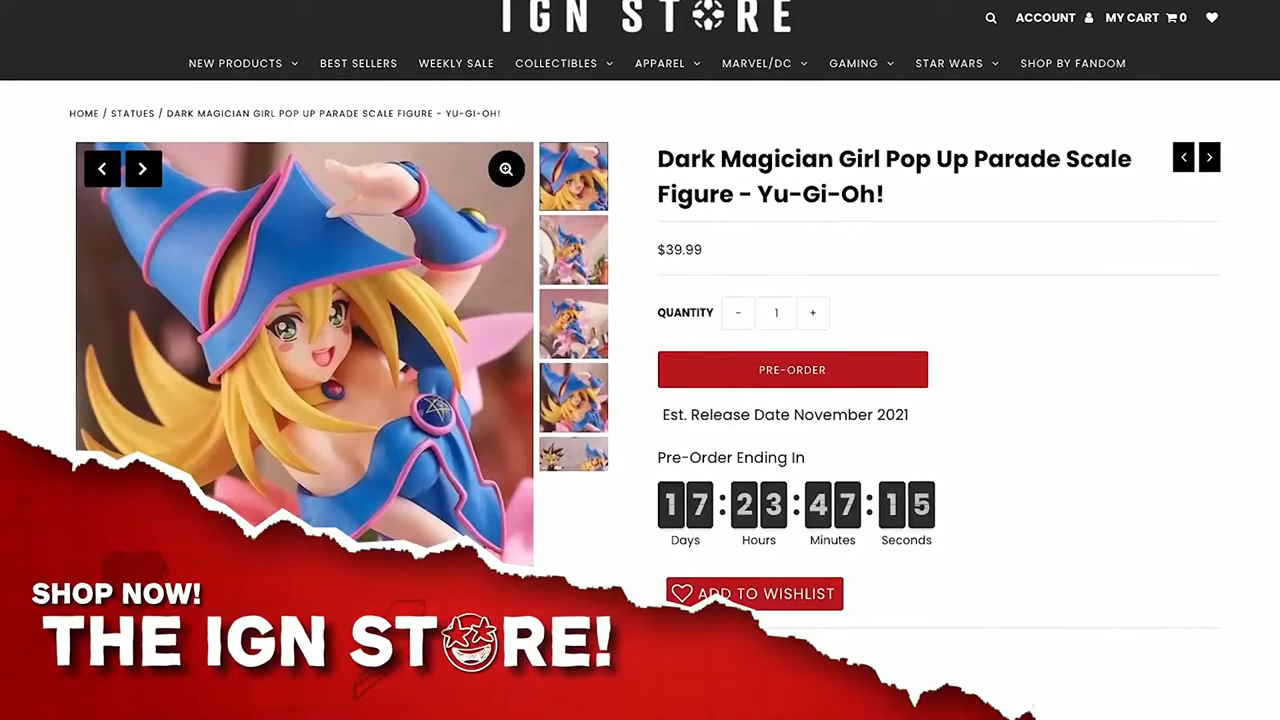 IGN STORE
ACCOUNT MY CART 0
NEW PRODUCTS BEST SELLERS WEEKLY SALE COLLECTIBLES APPAREL MARVEL/DC GAMING STAR WARS SHOP BY FANDOM
HOME / STATUES / DARK MAGICIAN GIRL POP UP PARADE SCALE FIGURE - YU-GI-OH!
Dark Magician Girl Pop Up Parade Scale
Figure - Yu-Gi-Oh!
$39.99
QUANTITY - 1 +
PRE-ORDER
Est. Release Date November 2021
Pre-Order Ending In
17:23:47:15
Days Hours Minutes Seconds
ADD TO WISHLIST
SHOP NOW!
THE IGN STORE!